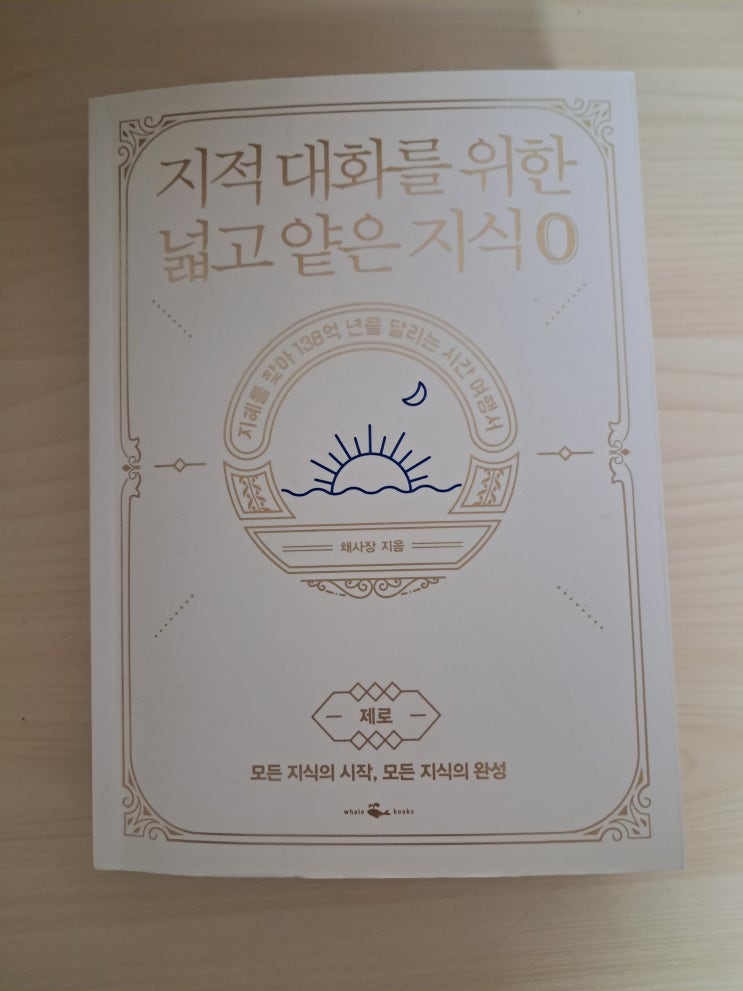 지적 대화를 위한
넓고 얕은 지식 0
지혜를 찾아 138억 년을 달리는 시간 여행서
채사장 지음
제로
모든 지식의 시작, 모든 지식의 완성
whale books